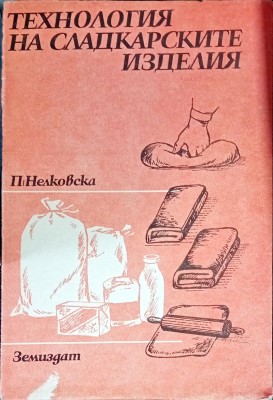 ТЕХНОЛОГИЯ
НА СЛАДКАРСКИТЕ
ИЗДЕЛИЯ
П. Нелковска
Земиздат